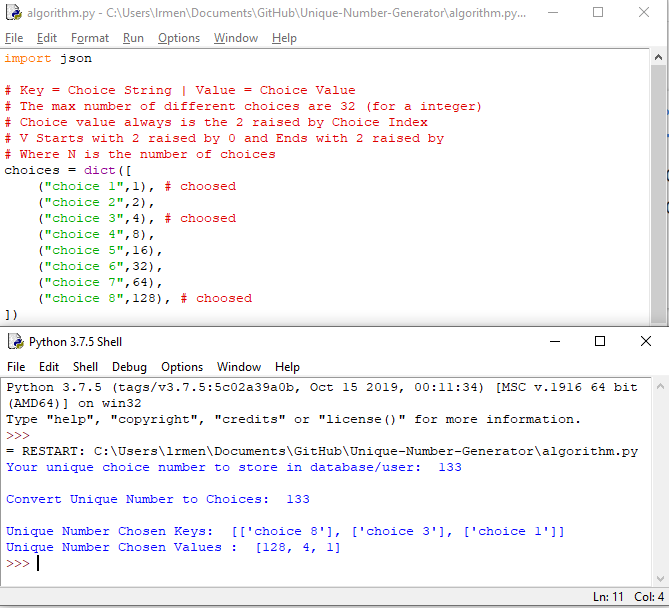 algorithm.py - C:\Users\lrmen\Documents\GitHub\Unique-Number-Generator\algorithm.py...
File Edit Format Run Options Window Help
import json
# Key = Choice String | Value = Choice Value
# The max number of different choices are 32 (for a integer)
# Choice value always is the 2 raised by Choice Index
# V Starts with 2 raised by 0 and Ends with 2 raised by
# Where N is the number of choices
choices = dict([
    ("choice 1",1), # choosed
    ("choice 2",2),
    ("choice 3",4), # choosed
    ("choice 4",8),
    ("choice 5",16),
    ("choice 6",32),
    ("choice 7",64),
    ("choice 8",128), # choosed
])
Python 3.7.5 Shell
File Edit Shell Debug Options Window Help
Python 3.7.5 (tags/v3.7.5:5c02a39a0b, Oct 15 2019, 00:11:34) [MSC v.1916 64 bit
(AMD64)] on win32
Type "help", "copyright", "credits" or "license()" for more information.
>>>
= RESTART: C:\Users\lrmen\Documents\GitHub\Unique-Number-Generator\algorithm.py
Your unique choice number to store in database/user:  133
Convert Unique Number to Choices:  133
Unique Number Chosen Keys:  [['choice 8'], ['choice 3'], ['choice 1']]
Unique Number Chosen Values :  [128, 4, 1]
>>>
Ln: 11 Col: 4